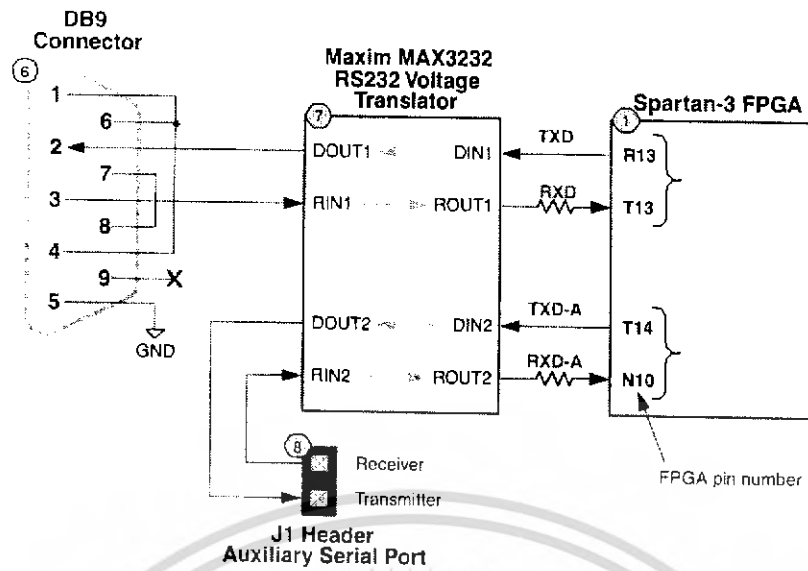 DB9
Connector
6
1
6
2
7
3
8
4
9
5
GND
Maxim MAX3232
RS232 Voltage
Translator
7
DOUT1
DIN1
RIN1
ROUT1
DOUT2
DIN2
RIN2
ROUT2
TXD
RXD
TXD-A
RXD-A
Spartan-3 FPGA
1
R13
T13
T14
N10
FPGA pin number
8
Receiver
Transmitter
J1 Header
Auxiliary Serial Port